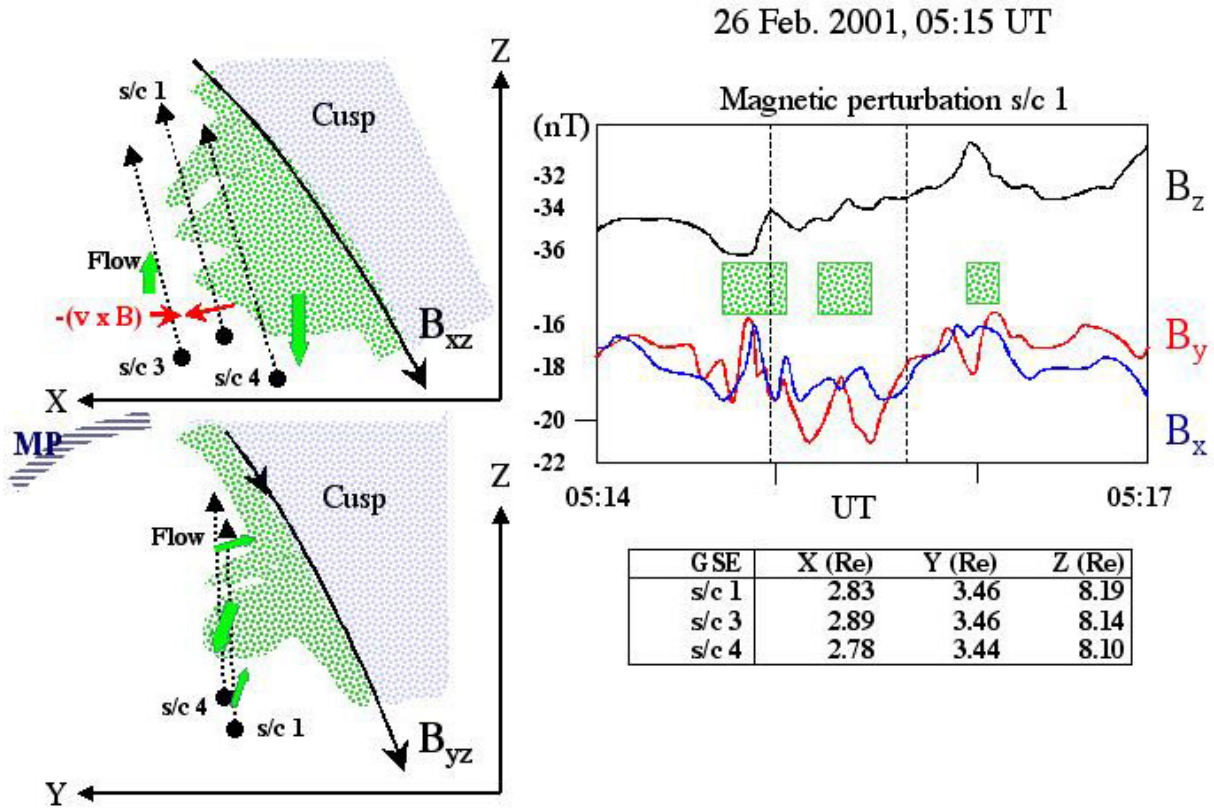 26 Feb. 2001, 05:15 UT
Z
s/c 1
Cusp
Flow
-(v x B)
s/c 3
s/c 4
B_xz
X
MP
Z
Cusp
Flow
s/c 4
s/c 1
B_yz
Y
Magnetic perturbation s/c 1
(nT)
-32
-34
-36
-16
-18
-20
-22
B_z
B_y
B_x
05:14
UT
05:17
GSE X (Re) Y (Re) Z (Re)
s/c 1 2.83 3.46 8.19
s/c 3 2.89 3.46 8.14
s/c 4 2.78 3.44 8.10